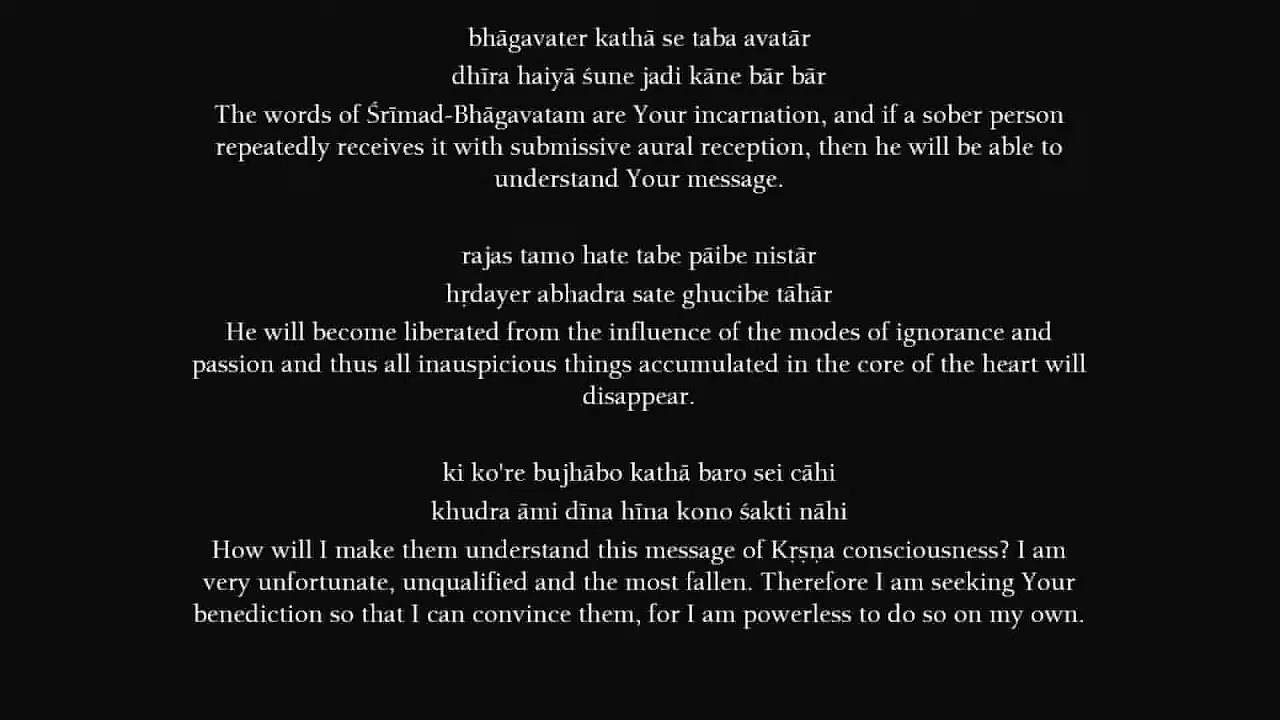 bhāgavater kathā se taba avatār
dhīra haiyā śune jadi kāne bār bār
The words of Śrīmad-Bhāgavatam are Your incarnation, and if a sober person
repeatedly receives it with submissive aural reception, then he will be able to
understand Your message.
rajas tamo hate tabe pāibe nistār
hṛdayer abhadra sate ghucibe tāhār
He will become liberated from the influence of the modes of ignorance and
passion and thus all inauspicious things accumulated in the core of the heart will
disappear.
ki ko're bujhābo kathā baro sei cāhi
khudra āmi dīna hīna kono śakti nāhi
How will I make them understand this message of Kṛṣṇa consciousness? I am
very unfortunate, unqualified and the most fallen. Therefore I am seeking Your
benediction so that I can convince them, for I am powerless to do so on my own.